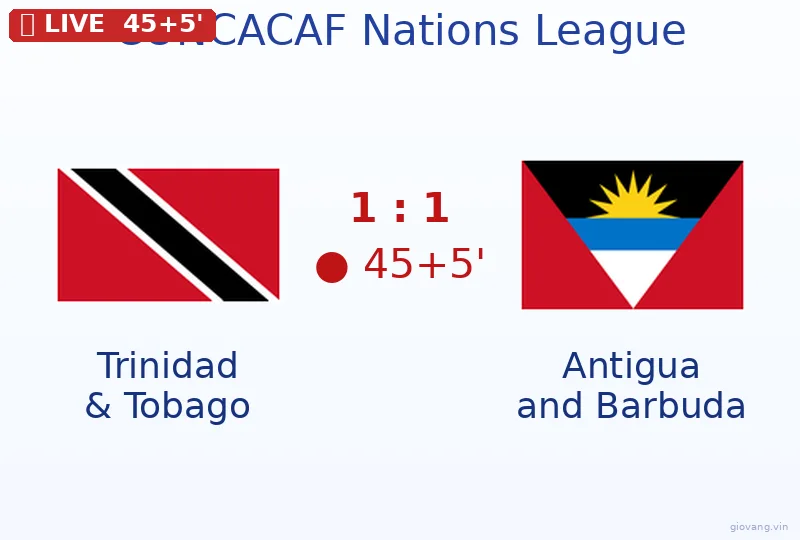 LIVE 45+5'
CONCACAF Nations League
1 : 1
● 45+5'
Trinidad
& Tobago
Antigua
and Barbuda
giovang.vin